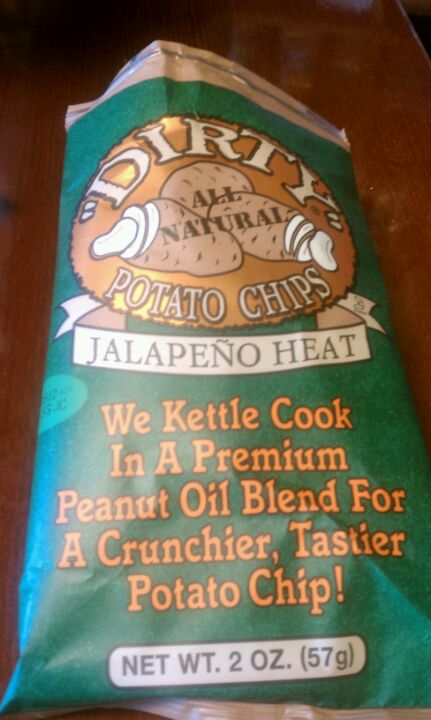 "DIRTY"®
ALL
NATURAL
POTATO CHIPS
JALAPEÑO HEAT
We Kettle Cook
In A Premium
Peanut Oil Blend For
A Crunchier, Tastier
Potato Chip!
NET WT. 2 OZ. (57g)